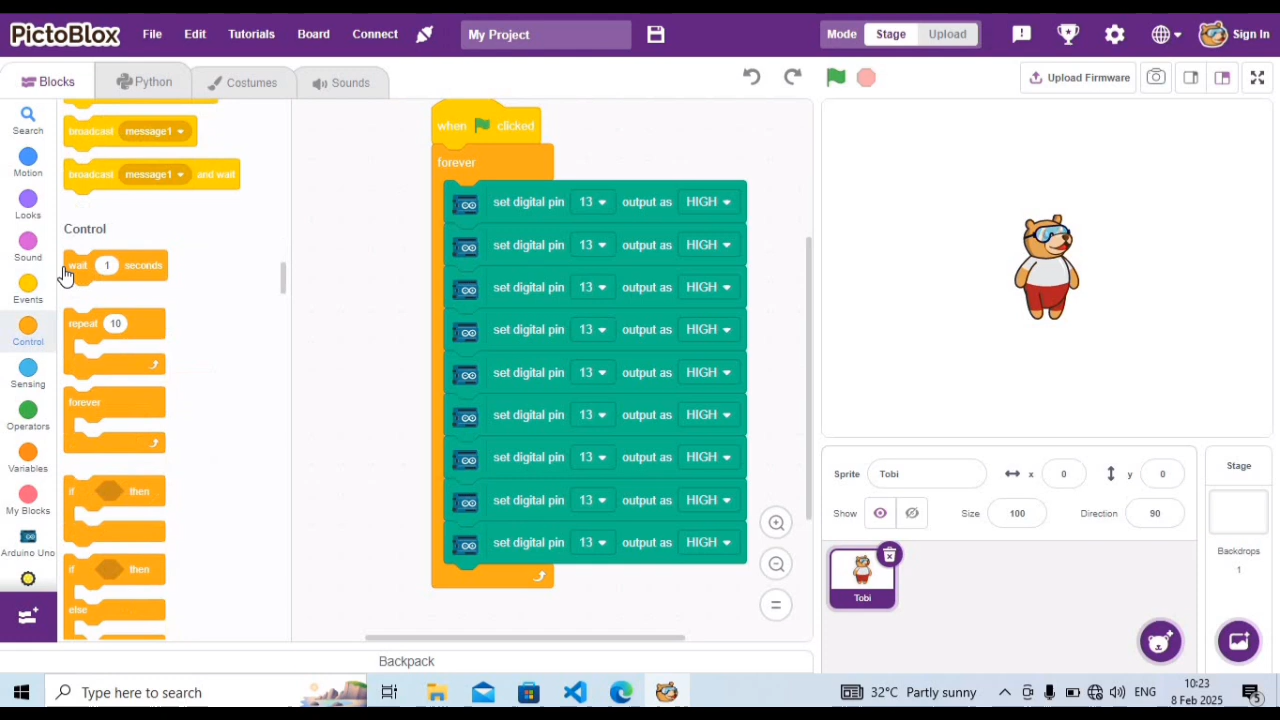 PictoBlox File Edit Tutorials Board Connect My Project Mode Stage Upload Sign In
Blocks Python Costumes Sounds Upload Firmware
Search
Motion
Looks
Sound
Events
Control
Sensing
Operators
Variables
My Blocks
Arduino Uno
broadcast message1
broadcast message1 and wait
Control
wait 1 seconds
repeat 10
forever
if then
if then
else
when clicked
forever
set digital pin 13 output as HIGH
set digital pin 13 output as HIGH
set digital pin 13 output as HIGH
set digital pin 13 output as HIGH
set digital pin 13 output as HIGH
set digital pin 13 output as HIGH
set digital pin 13 output as HIGH
set digital pin 13 output as HIGH
set digital pin 13 output as HIGH
Sprite Tobi x 0 y 0
Show Size 100 Direction 90
Tobi
Stage
Backdrops
1
Backpack
Type here to search 32°C Partly sunny ENG 10:23
8 Feb 2025 5